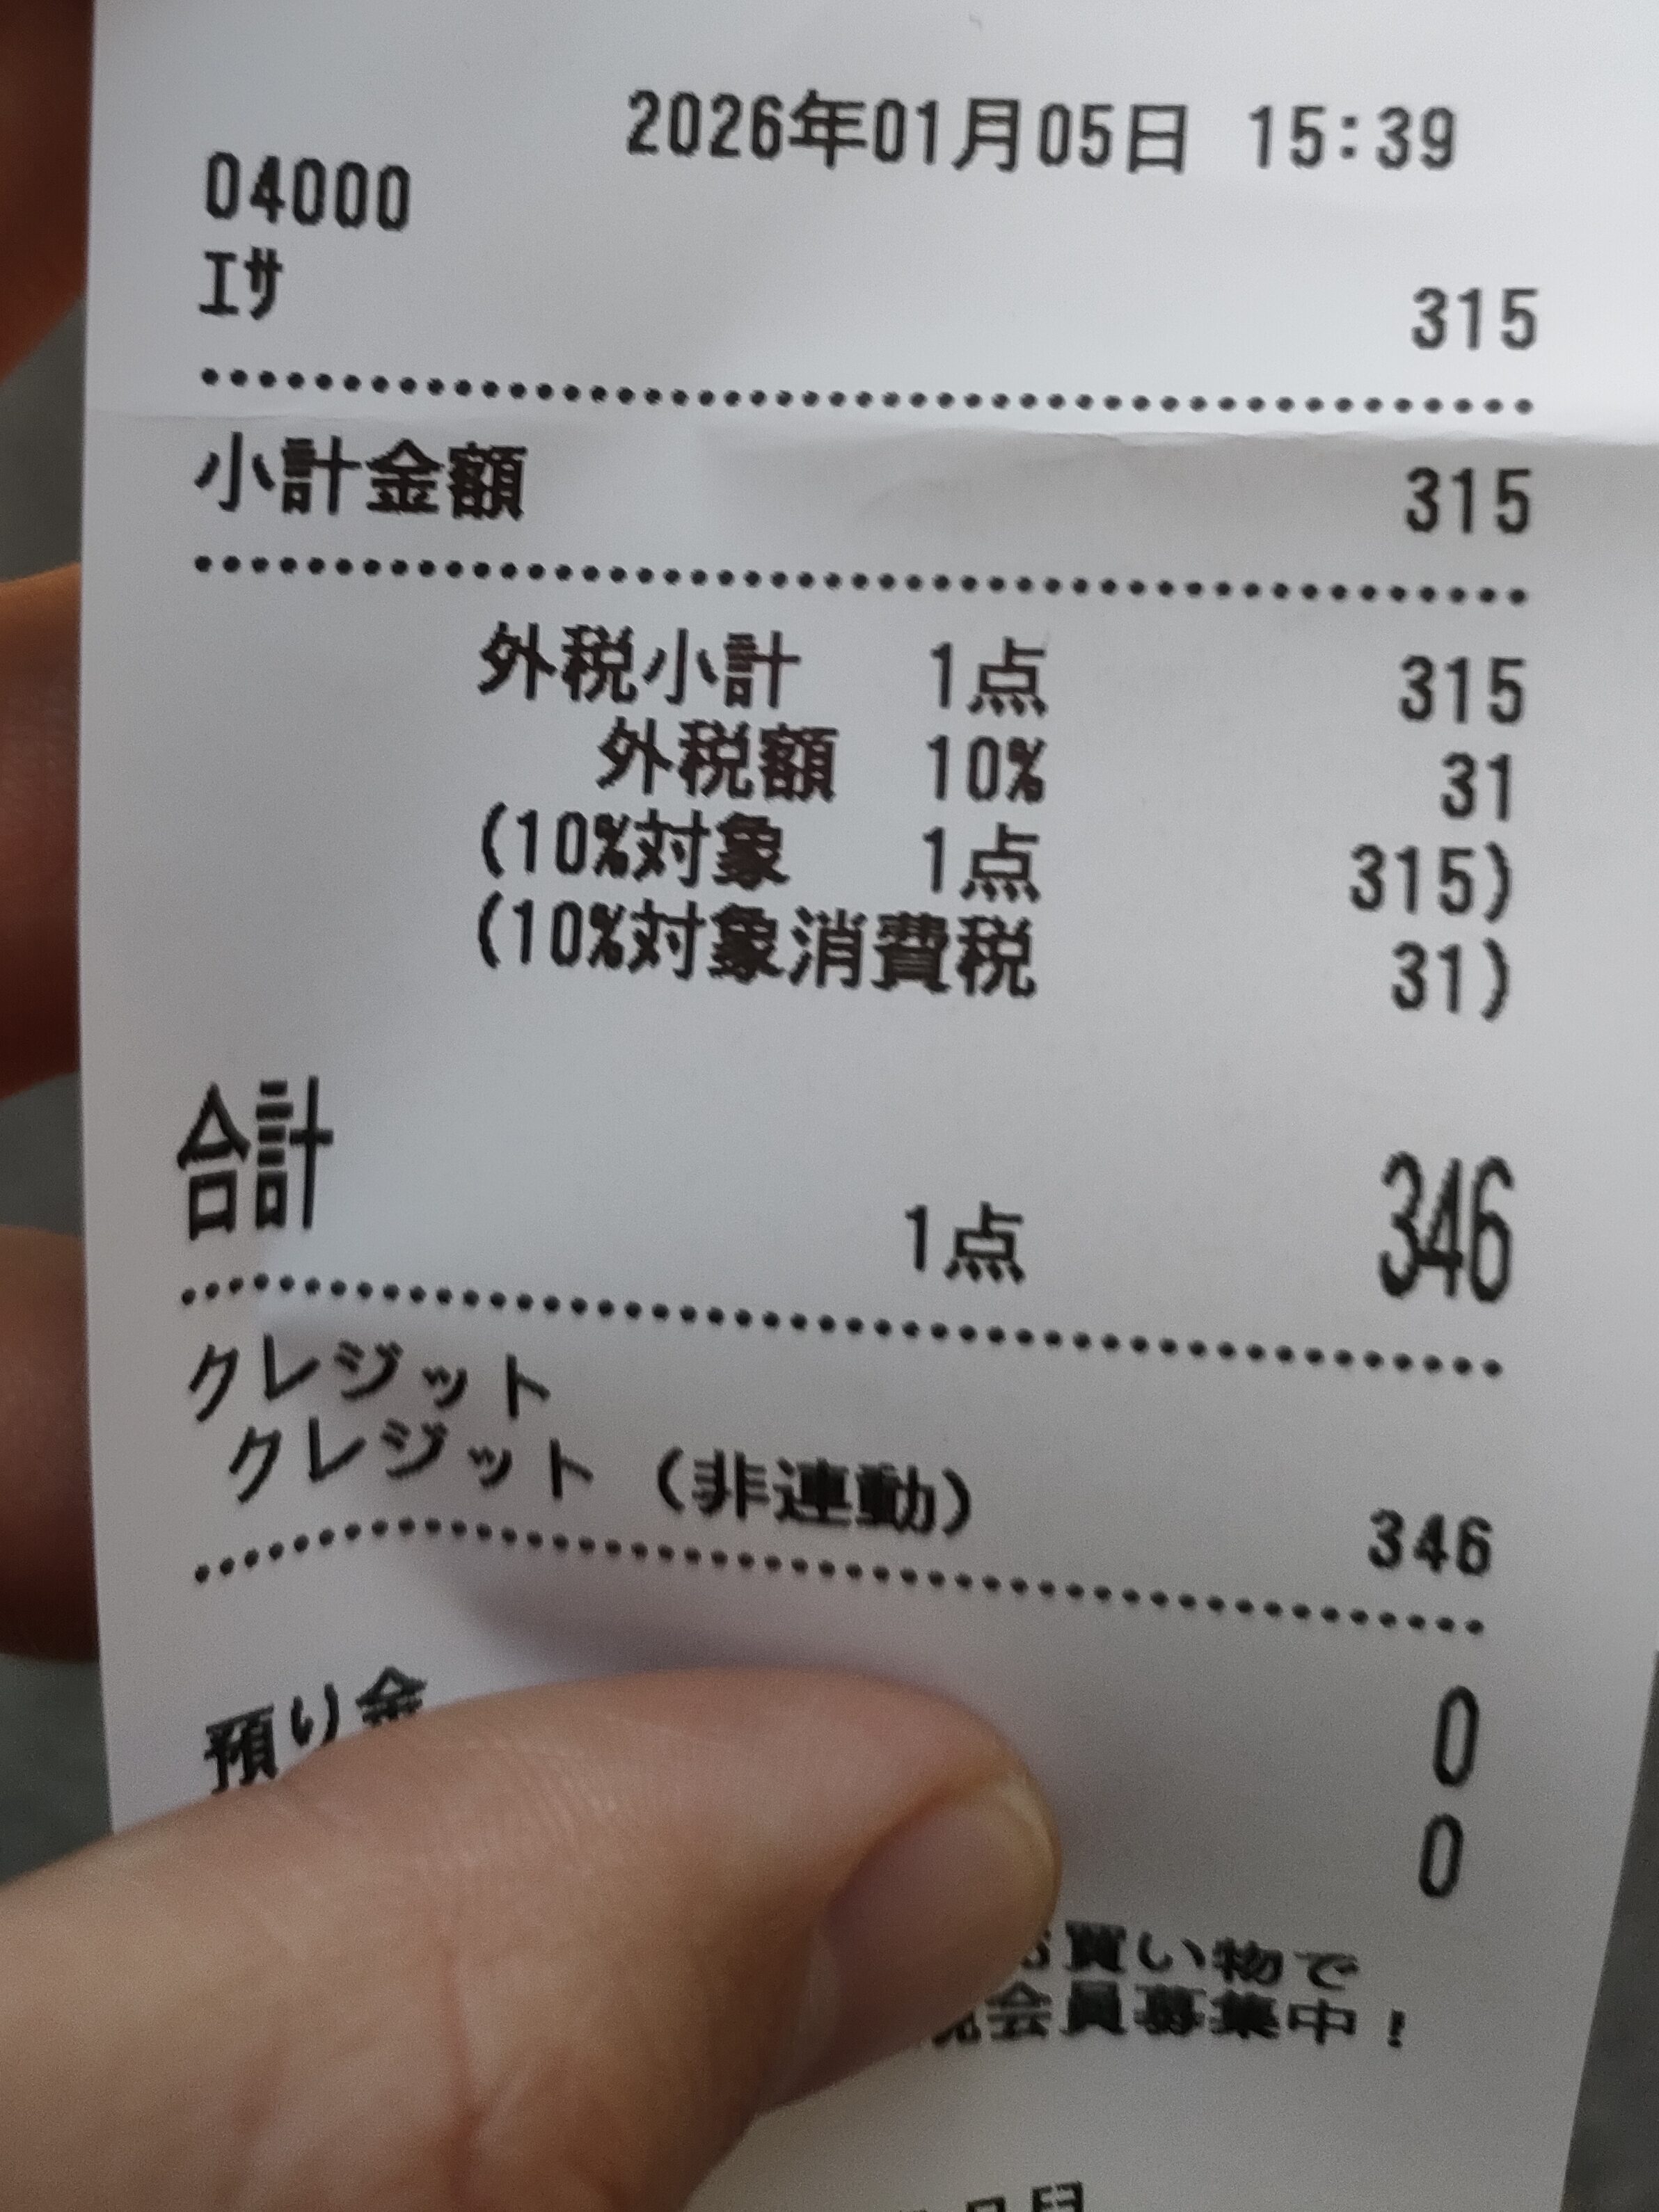 2026年01月05日 15:39
04000
ｴｻ 315
小計金額 315
外税小計 1点 315
外税額 10% 31
(10%対象 1点 315)
(10%対象消費税 31)
合計 1点 346
クレジット
クレジット（非連動） 346
預り金 0
0
お買い物で
会員募集中！